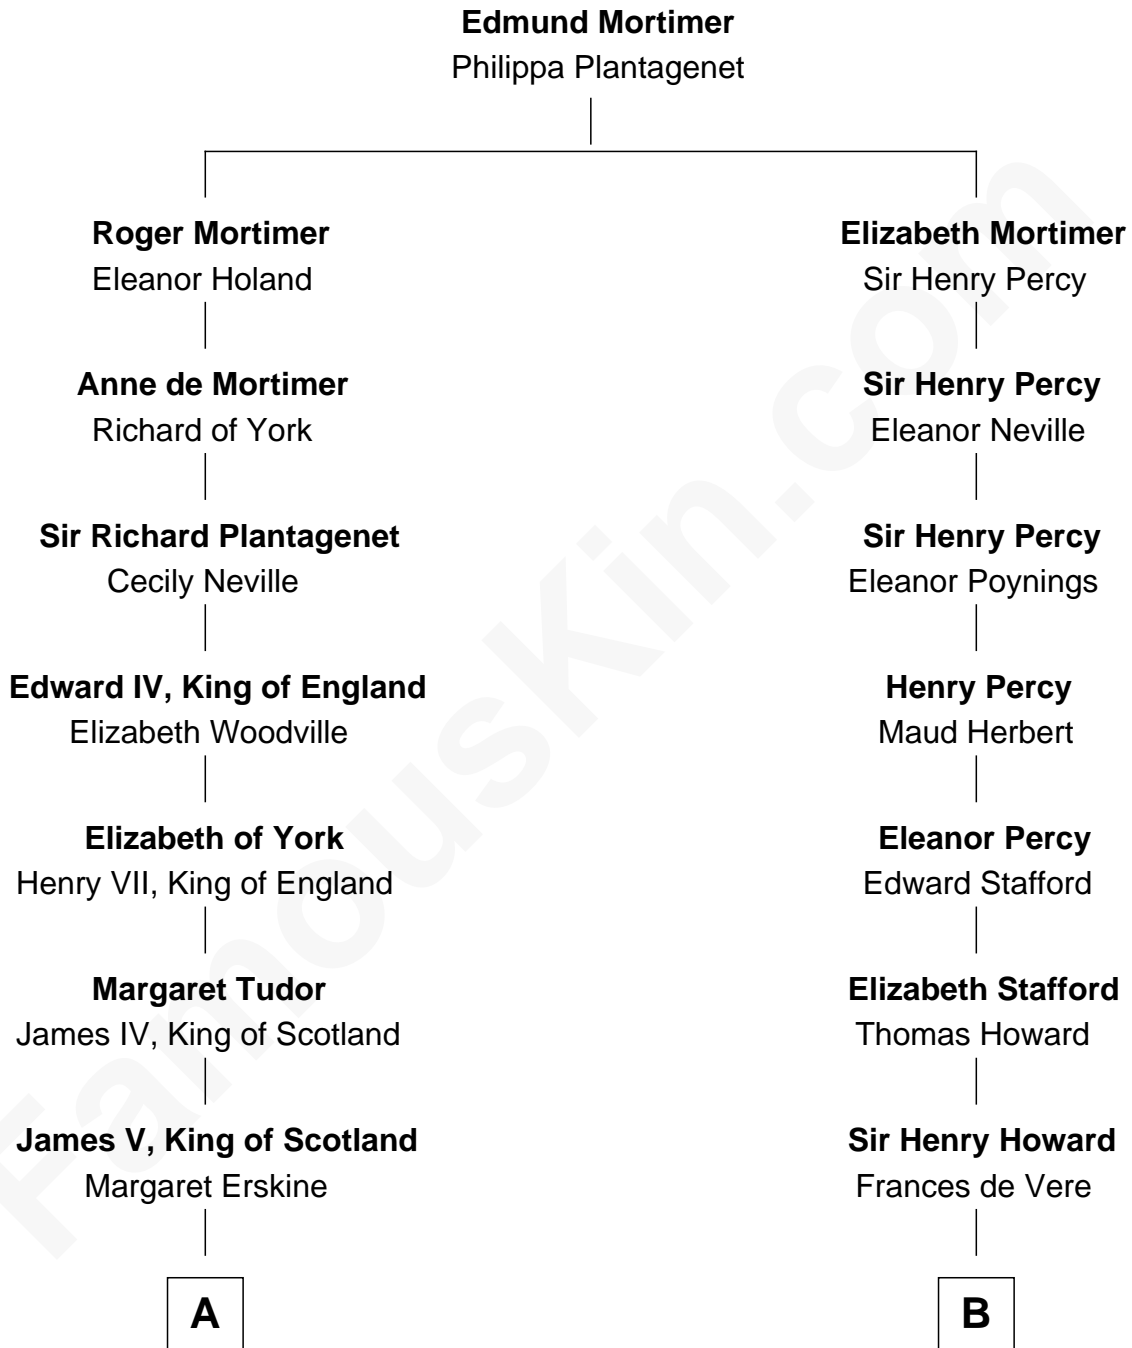 Edmund Mortimer
Philippa Plantagenet
Roger Mortimer
Eleanor Holand
Anne de Mortimer
Richard of York
Sir Richard Plantagenet
Cecily Neville
Edward IV, King of England
Elizabeth Woodville
Elizabeth of York
Henry VII, King of England
Margaret Tudor
James IV, King of Scotland
James V, King of Scotland
Margaret Erskine
A
Elizabeth Mortimer
Sir Henry Percy
Sir Henry Percy
Eleanor Neville
Sir Henry Percy
Eleanor Poynings
Henry Percy
Maud Herbert
Eleanor Percy
Edward Stafford
Elizabeth Stafford
Thomas Howard
Sir Henry Howard
Frances de Vere
B
FamousKin.com